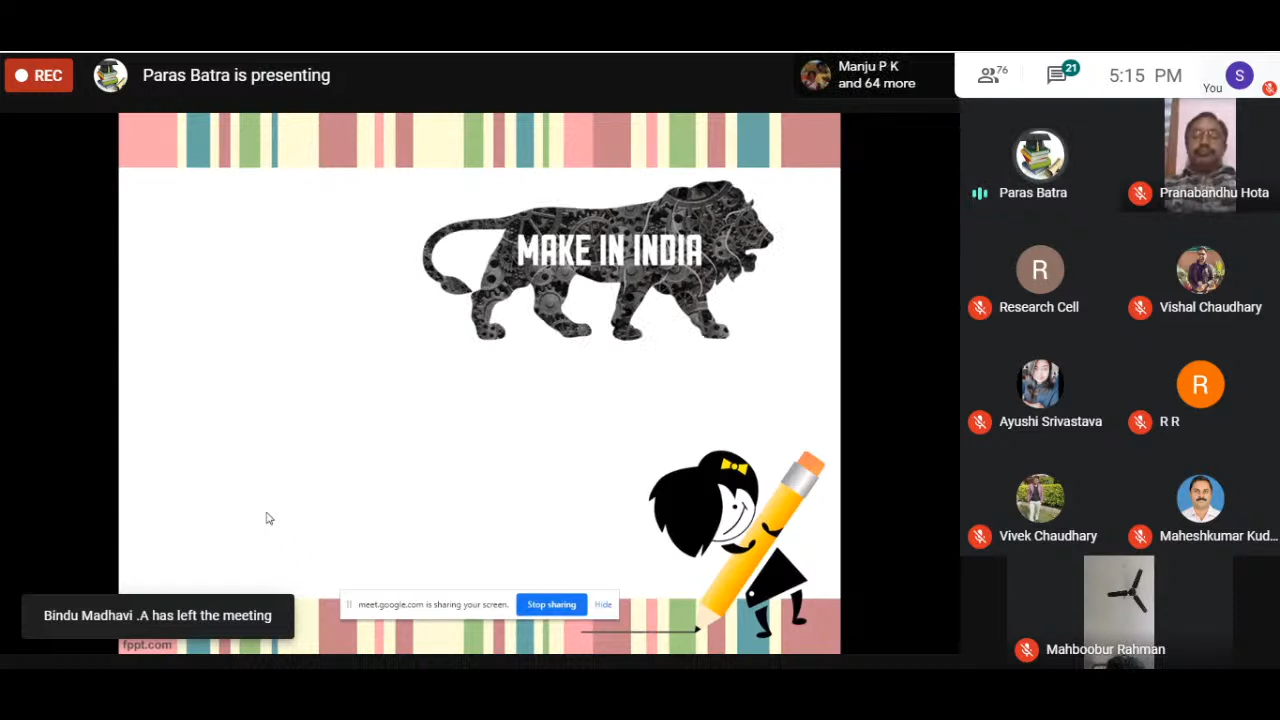 REC
Paras Batra is presenting
Manju P K
and 64 more
76
21
5:15 PM
You
S
MAKE IN INDIA
Paras Batra
Pranabandhu Hota
R
Research Cell
Vishal Chaudhary
Ayushi Srivastava
R
R R
Vivek Chaudhary
Maheshkumar Kud...
Mahboobur Rahman
meet.google.com is sharing your screen.
Stop sharing
Hide
Bindu Madhavi .A has left the meeting
fppt.com